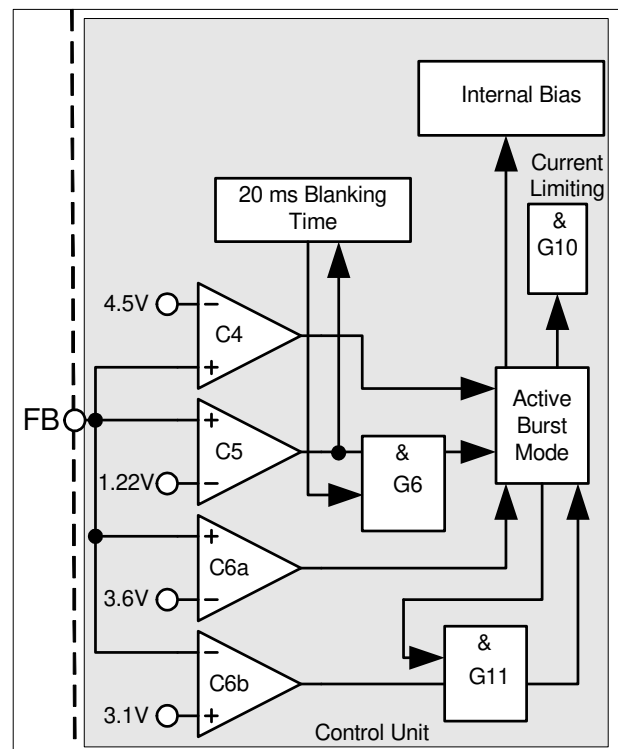 Internal Bias
Current
Limiting
20 ms Blanking
Time
&
G10
4.5V
−
C4
+
FB
+
C5
1.22V
−
&
G6
Active
Burst
Mode
+
C6a
3.6V
−
−
C6b
3.1V
+
&
G11
Control Unit